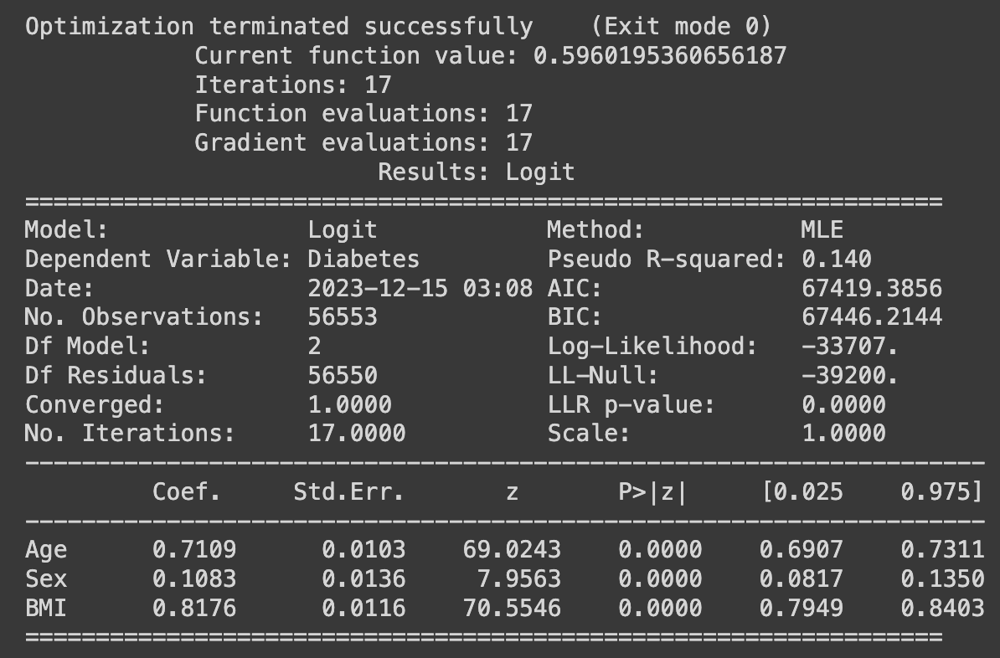 Optimization terminated successfully    (Exit mode 0)
            Current function value: 0.5960195360656187
            Iterations: 17
            Function evaluations: 17
            Gradient evaluations: 17
                         Results: Logit
=================================================================
Model:              Logit            Method:           MLE
Dependent Variable: Diabetes         Pseudo R-squared: 0.140
Date:               2023-12-15 03:08 AIC:              67419.3856
No. Observations:   56553            BIC:              67446.2144
Df Model:           2                Log-Likelihood:   -33707.
Df Residuals:       56550            LL-Null:          -39200.
Converged:          1.0000           LLR p-value:      0.0000
No. Iterations:     17.0000          Scale:            1.0000
--------------------------------------------------------------------
         Coef.     Std.Err.       z       P>|z|     [0.025    0.975]
--------------------------------------------------------------------
Age      0.7109      0.0103    69.0243    0.0000    0.6907    0.7311
Sex      0.1083      0.0136     7.9563    0.0000    0.0817    0.1350
BMI      0.8176      0.0116    70.5546    0.0000    0.7949    0.8403
=================================================================